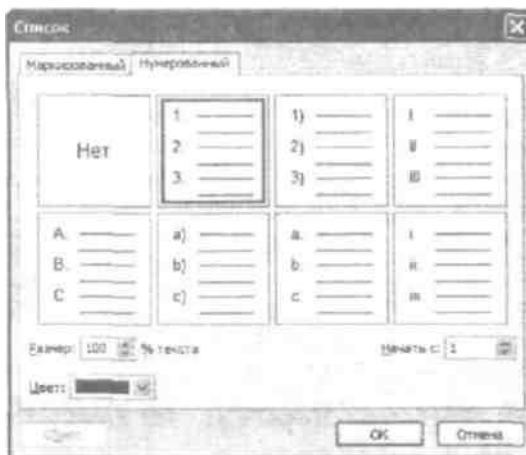 Список
Маркированный Нумерованный
Нет
1.
2.
3.
1)
2)
3)
I.
II.
III.
A.
B.
C.
a)
b)
c)
a.
b.
c.
i.
ii.
iii.
Размер: 100 % текста
Начать с: 1
Цвет:
OK Отмена